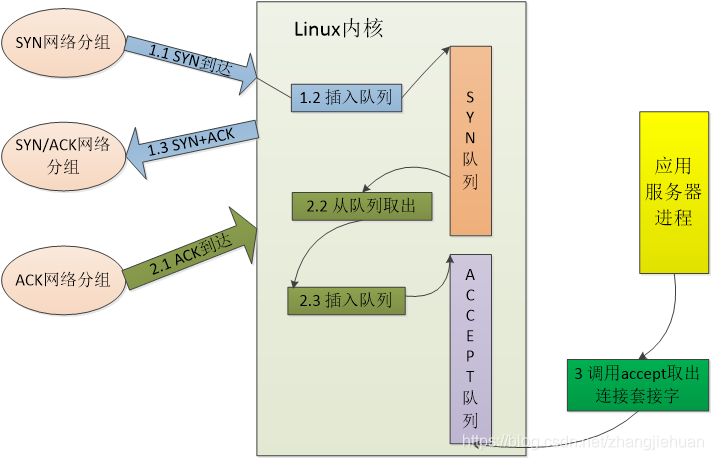 Linux内核
SYN网络分组
1.1 SYN到达
1.2 插入队列
SYN队列
SYN/ACK网络
分组
1.3 SYN+ACK
2.2 从队列取出
应用
服务器
进程
ACK网络分组
2.1 ACK到达
2.3 插入队列
ACCEPT队列
3 调用accept取出
连接套接字
https://blog.csdn.net/zhangjiehuan